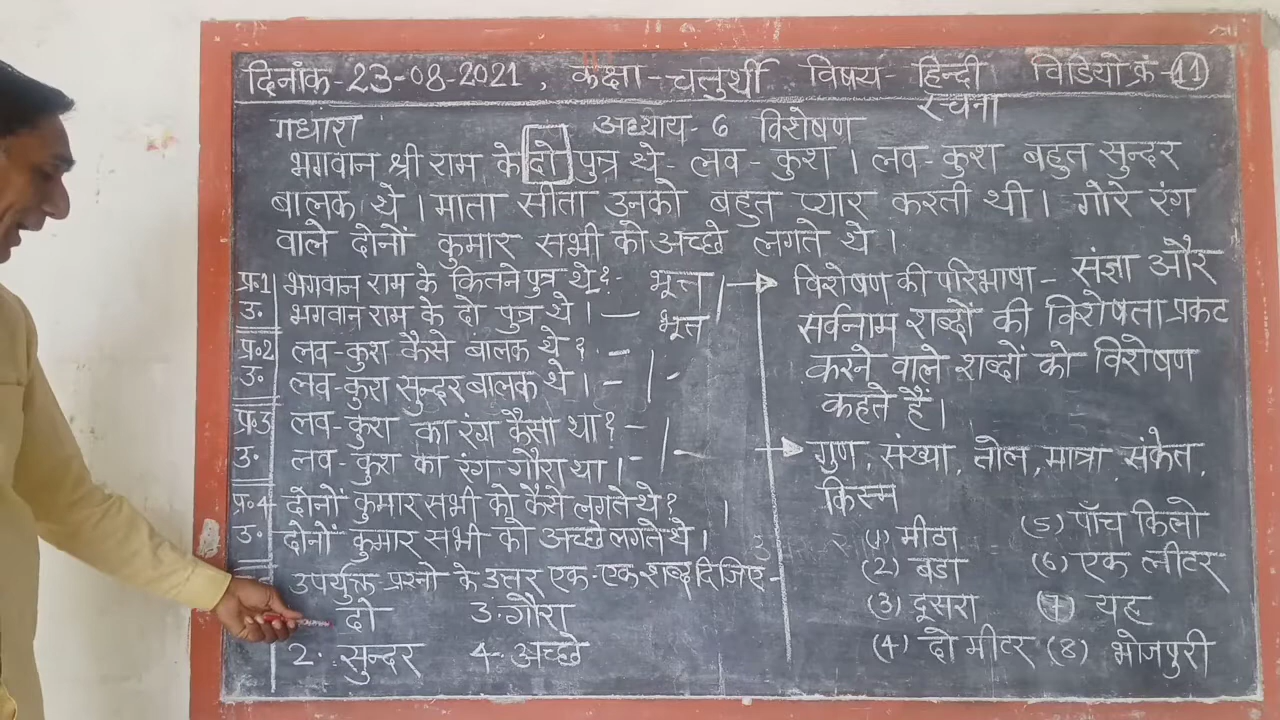 दिनांक-23-08-2021, कक्षा-चतुर्थी विषय-हिन्दी विडियो क्रं-11
रचना
गधारा अध्याय-6 विशेषण
भगवान श्री राम के दो पुत्र थे- लव-कुश। लव-कुश बहुत सुन्दर
बालक थे। माता सीता उनको बहुत प्यार करती थी। गोरे रंग
वाले दोनों कुमार सभी को अच्छे लगते थे।
प्र.1 भगवान राम के कितने पुत्र थे?-
उ. भगवान राम के दो पुत्र थे।— भूत
प्र.2 लव-कुश कैसे बालक थे? -
उ. लव-कुश सुन्दर बालक थे। -
प्र.3 लव-कुश का रंग कैसा था? -
उ. लव-कुश का रंग गौरा था। -
प्र.4 दोनों कुमार सभी को कैसे लगते थे?
उ. दोनों कुमार सभी को अच्छे लगते थे।
उपर्युक्त प्रश्नो के उत्तर एक-एक शब्द दिजिए-
दो 3. गौरा
2. सुन्दर 4. अच्छे
विशेषण की परिभाषा- संज्ञा और
सर्वनाम शब्दों की विशेषता प्रकट
करने वाले शब्दों को विशेषण
कहते हैं।
गुण, संख्या, तोल, मात्रा, संकेत,
किस्म
(1) मीठा (5) पाँच किलो
(2) बडा (6) एक लीटर
(3) दूसरा (7) यह
(4) दो मीटर (8) भोजपुरी